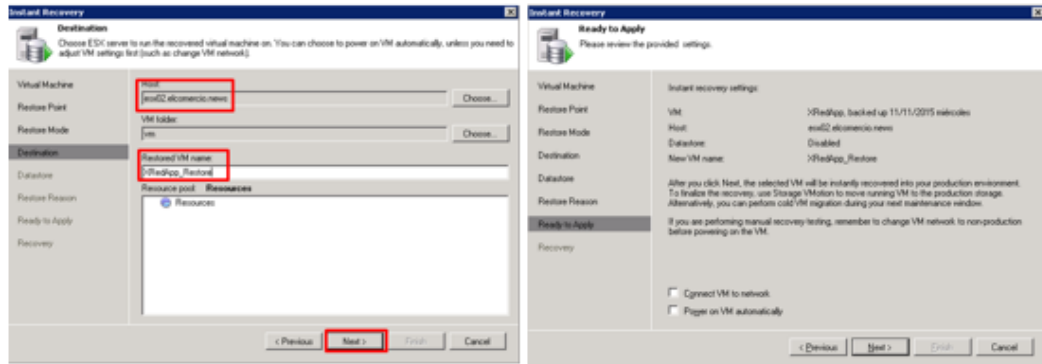 Instant Recovery
Destination
Choose ESX server to run the recovered virtual machine on. You can choose to power on VM automatically, unless you need to
adjust VM settings first (such as change VM network).
Virtual Machine
Restore Point
Restore Mode
Destination
Datastore
Restore Reason
Ready to Apply
Recovery
Host:
esx02.elcomercio.news
Choose...
VM folder:
vm
Choose...
Restored VM name:
XRedApp_Restore
Resource pool: Resources
Resources
< Previous
Next >
Finish
Cancel
Instant Recovery
Ready to Apply
Please review the provided settings.
Virtual Machine
Restore Point
Restore Mode
Destination
Datastore
Restore Reason
Ready to Apply
Recovery
Instant recovery settings:
VM: XRedApp, backed up 11/11/2015 miércoles
Host: esx02.elcomercio.news
Datastore: Disabled
New VM name: XRedApp_Restore
After you click Next, the selected VM will be instantly recovered into your production environment.
To finalize the recovery, use Storage VMotion to move running VM to the production storage.
Alternatively, you can perform cold VM migration during your next maintenance window.
If you are performing manual recovery testing, remember to change VM network to non-production
before powering on the VM.
Connect VM to network
Power on VM automatically
< Previous
Next >
Finish
Cancel